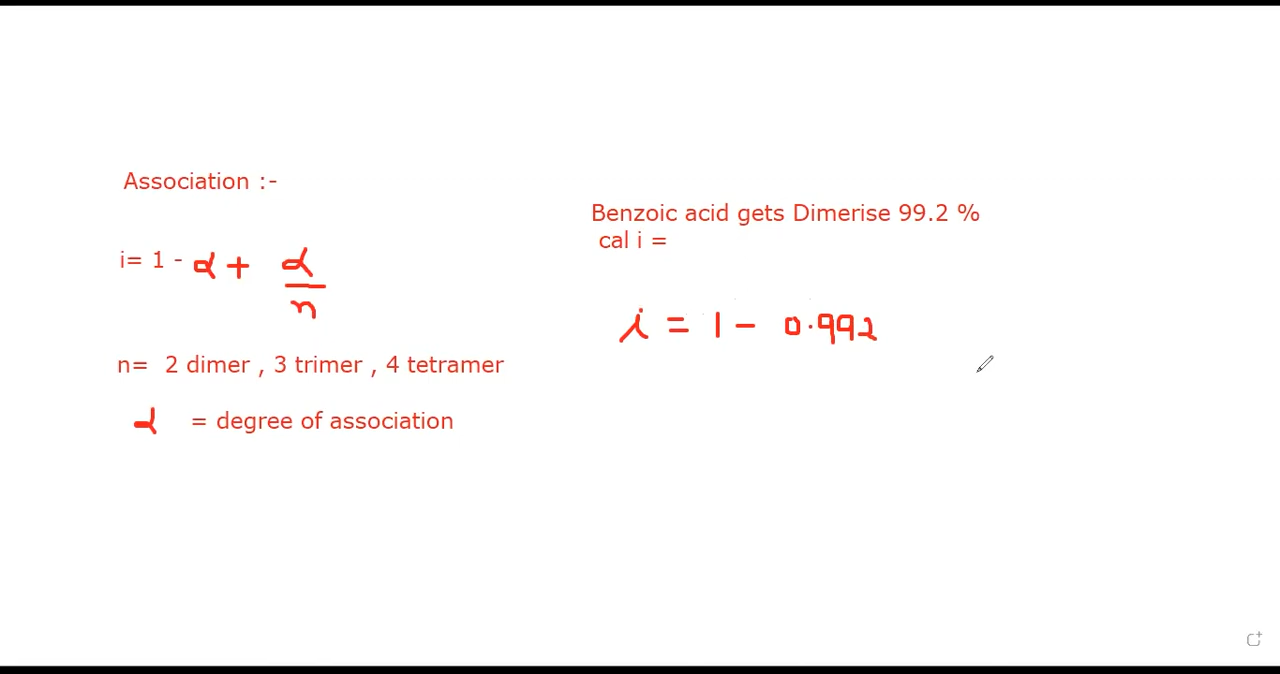 Association :-
i= 1 - α + α/n
n= 2 dimer , 3 trimer , 4 tetramer
α = degree of association
Benzoic acid gets Dimerise 99.2 %
cal i =
i = 1 - 0.992